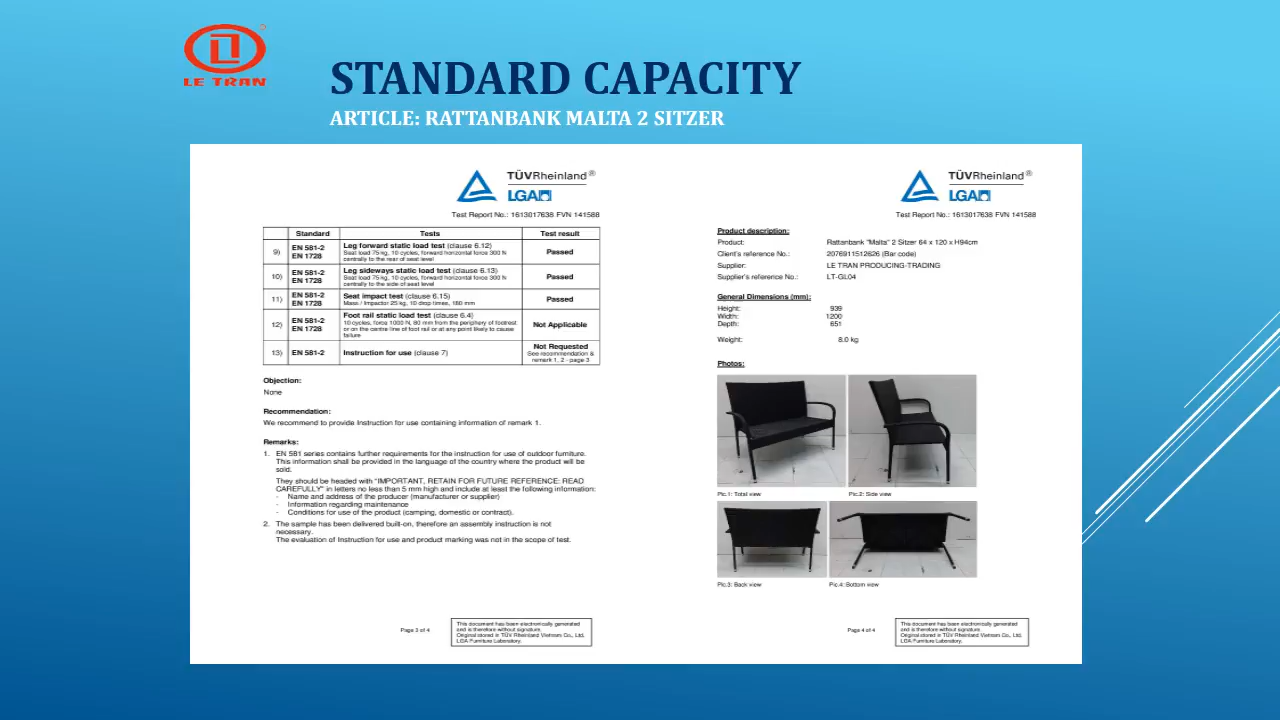 LE TRAN
STANDARD CAPACITY
ARTICLE: RATTANBANK MALTA 2 SITZER
TÜVRheinland®
LGA
Test Report No.: 1613017638 FVN 141588
Standard Tests Test result
9) EN 581-2 EN 1728 Leg forward static load test (clause 6.12) Passed
Seat load 75 kg, 10 cycles, forward horizontal force 300 N
centrally to the rear of seat level
10) EN 581-2 EN 1728 Leg sideways static load test (clause 6.13) Passed
Seat load 75 kg, 10 cycles, forward horizontal force 300 N
centrally to the side of seat level
11) EN 581-2 EN 1728 Seat impact test (clause 6.15) Passed
Mass / Impactor 25 kg, 10 drop times, 180 mm
12) EN 581-2 EN 1728 Foot rail static load test (clause 6.4) Not Applicable
10 cycles, force 1000 N, 80 mm from the periphery of footrest
or on the centre line of foot rail or at any point likely to cause
failure
13) EN 581-2 Instruction for use (clause 7) Not Requested
See recommendation &
remark 1, 2 - page 3
Objection:
None
Recommendation:
We recommend to provide Instruction for use containing information of remark 1.
Remarks:
1. EN 581 series contains further requirements for the instruction for use of outdoor furniture.
This information shall be provided in the language of the country where the product will be
sold.
They should be headed with "IMPORTANT, RETAIN FOR FUTURE REFERENCE: READ
CAREFULLY" in letters no less than 5 mm high and include at least the following information:
- Name and address of the producer (manufacturer or supplier)
- Information regarding maintenance
- Conditions for use of the product (camping, domestic or contract).
2. The sample has been delivered built-on, therefore an assembly instruction is not
necessary.
The evaluation of Instruction for use and product marking was not in the scope of test.
Page 3 of 4
This document has been electronically generated
and is therefore without signature.
Original stored in TÜV Rheinland Vietnam Co., Ltd,
LGA Furniture Laboratory.
TÜVRheinland®
LGA
Test Report No.: 1613017638 FVN 141588
Product description:
Product: Rattanbank "Malta" 2 Sitzer 64 x 120 x H94cm
Client's reference No.: 2076911512626 (Bar code)
Supplier: LE TRAN PRODUCING-TRADING
Supplier's reference No.: LT-GL04
General Dimensions (mm):
Height: 939
Width: 1200
Depth: 651
Weight: 8.0 kg
Photos:
Pic.1: Total view
Pic.2: Side view
Pic.3: Back view
Pic.4: Bottom view
Page 4 of 4
This document has been electronically generated
and is therefore without signature.
Original stored in TÜV Rheinland Vietnam Co., Ltd,
LGA Furniture Laboratory.